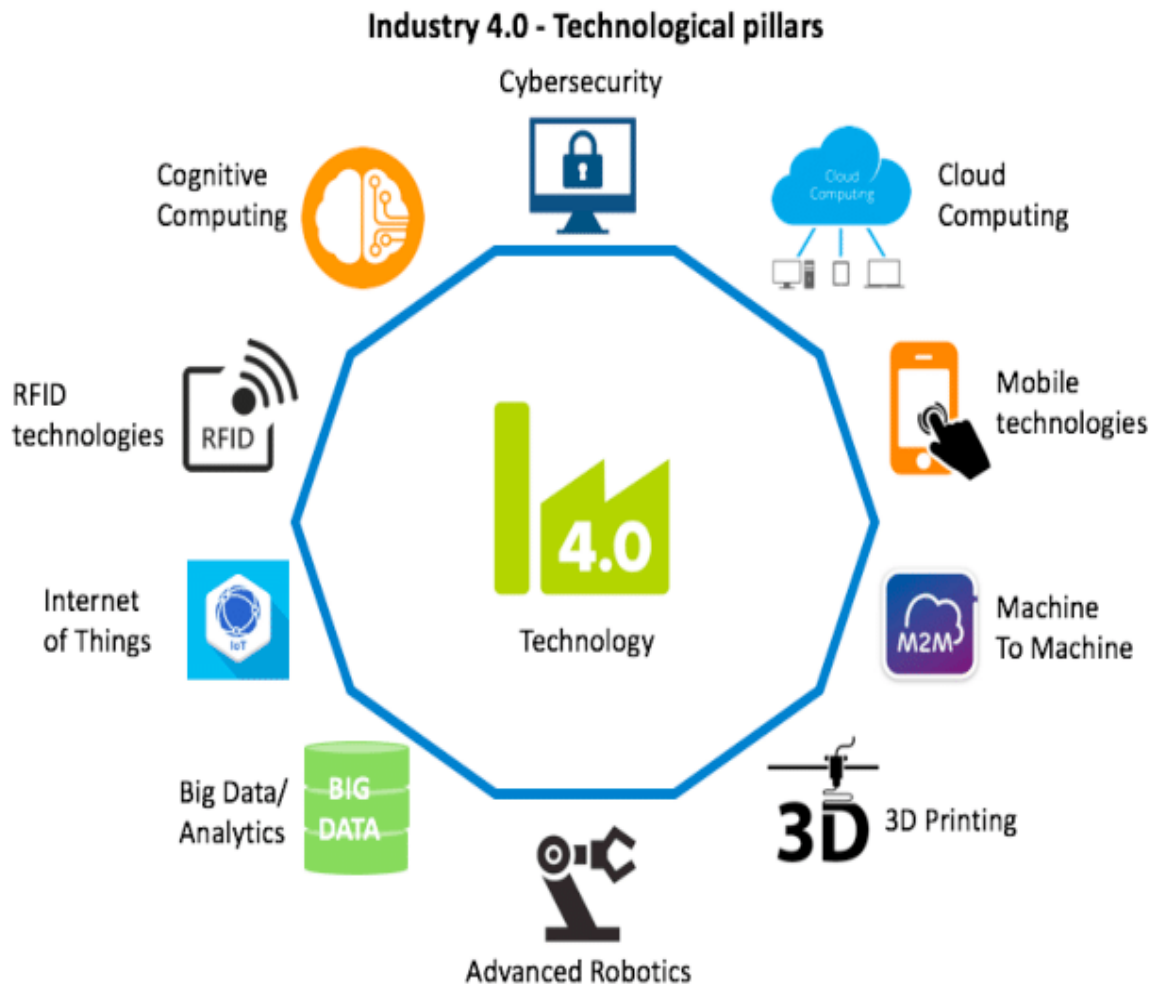 Industry 4.0 - Technological pillars
Cybersecurity
Cognitive
Computing
Cloud
Computing
Cloud
Computing
RFID
technologies
RFID
Mobile
technologies
4.0
Technology
Internet
of Things
IoT
M2M
Machine
To Machine
Big Data/
Analytics
BIG
DATA
3D
3D Printing
Advanced Robotics